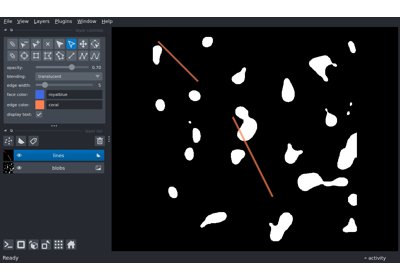 File View Layers Plugins Window Help
opacity: 0.70
blending: translucent
edge width: 5
face color: royalblue
edge color: coral
display text: ✓
lines
blobs
Ready
activity